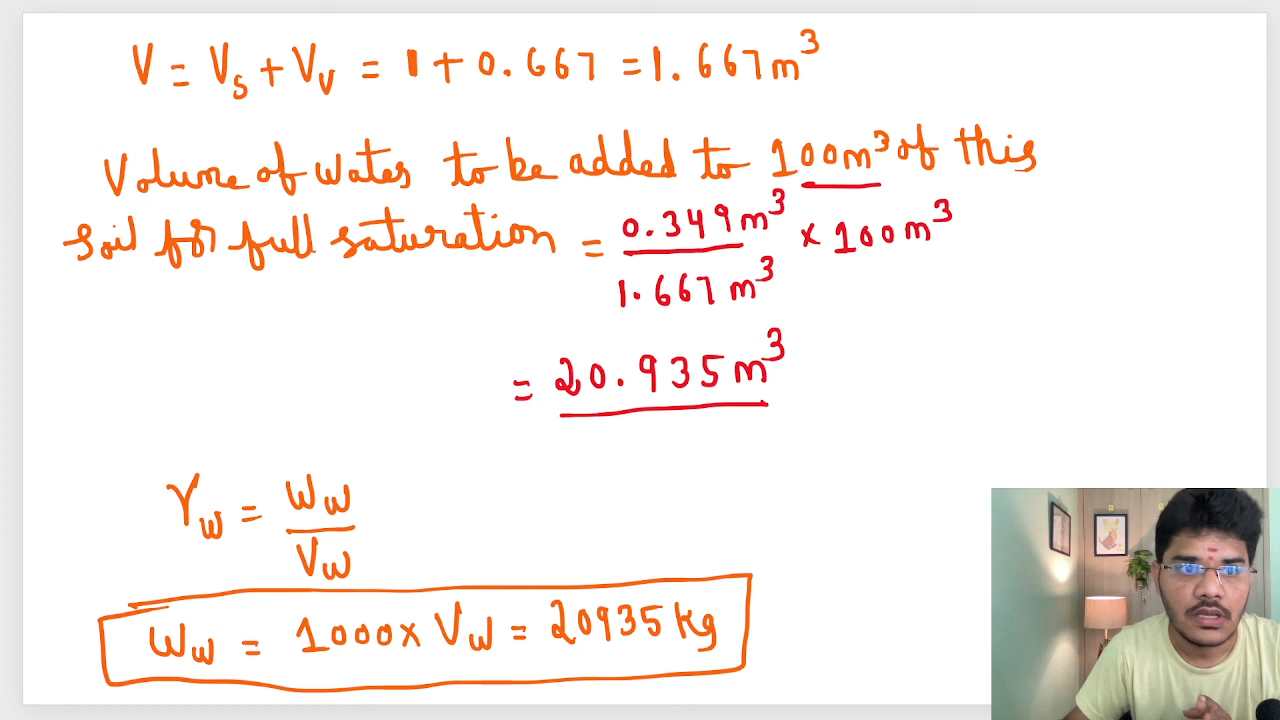 V = Vs + Vv = 1 + 0.667 = 1.667 m³
Volume of water to be added to 100m³ of this
soil for full saturation = 0.349 m³ / 1.667 m³ × 100 m³
= 20.935 m³
γw = Ww / Vw
Ww = 1000 × Vw = 20935 kg